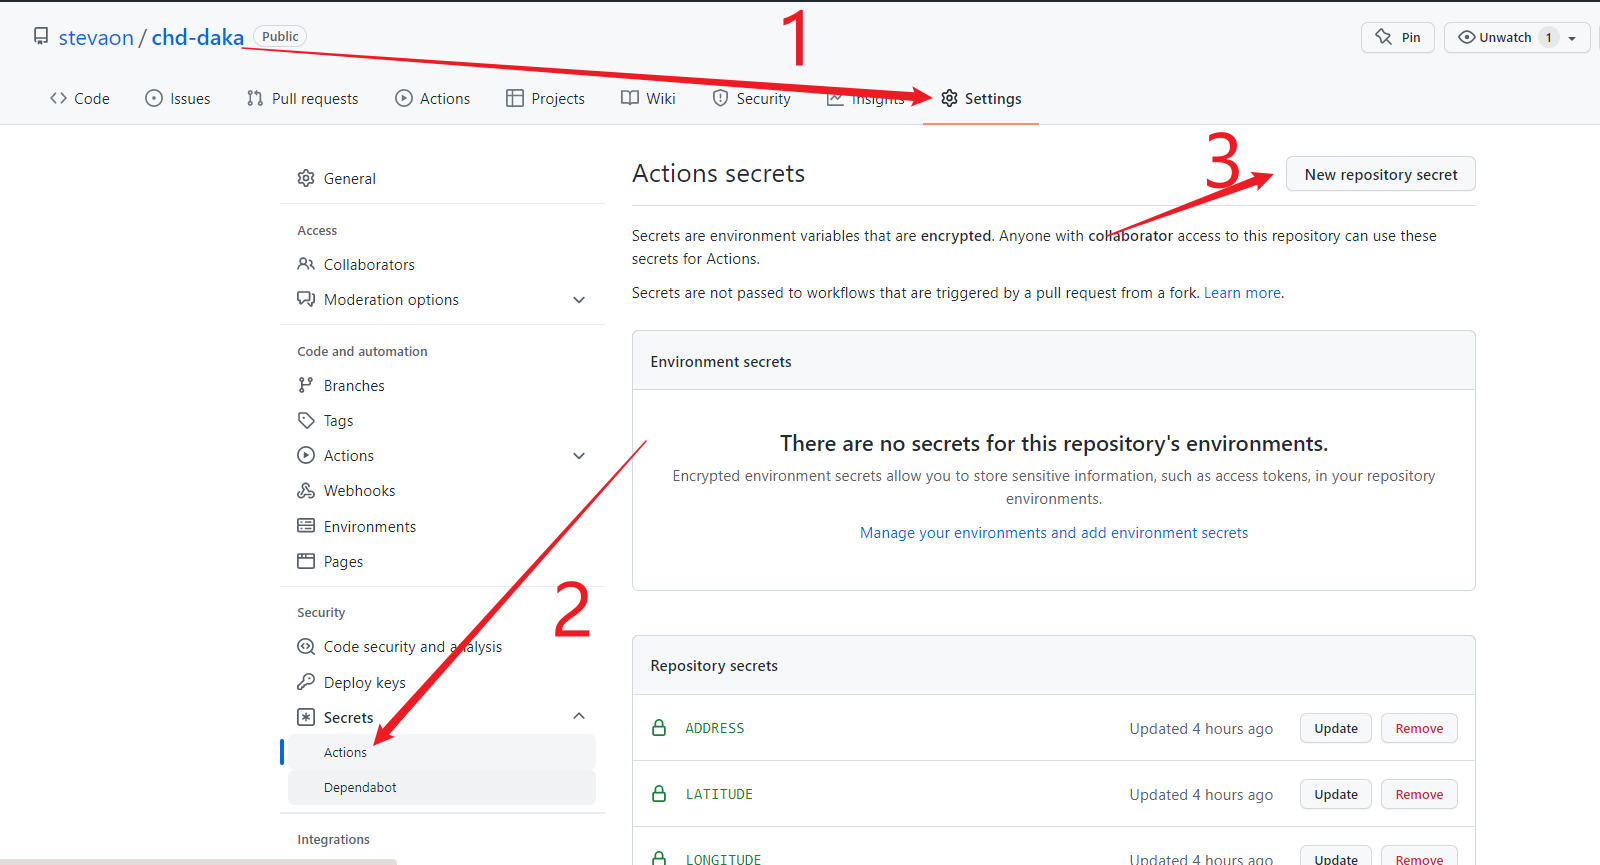 stevaon / chd-daka Public
Pin
Unwatch 1
1
Code Issues Pull requests Actions Projects Wiki Security Insights Settings
General
Access
Collaborators
Moderation options
Code and automation
Branches
Tags
Actions
Webhooks
Environments
Pages
Security
Code security and analysis
Deploy keys
Secrets
Actions
Dependabot
Integrations
2
Actions secrets
3
New repository secret
Secrets are environment variables that are encrypted. Anyone with collaborator access to this repository can use these
secrets for Actions.
Secrets are not passed to workflows that are triggered by a pull request from a fork. Learn more.
Environment secrets
There are no secrets for this repository's environments.
Encrypted environment secrets allow you to store sensitive information, such as access tokens, in your repository
environments.
Manage your environments and add environment secrets
Repository secrets
ADDRESS Updated 4 hours ago Update Remove
LATITUDE Updated 4 hours ago Update Remove
LONGITUDE Updated 4 hours ago Update Remove